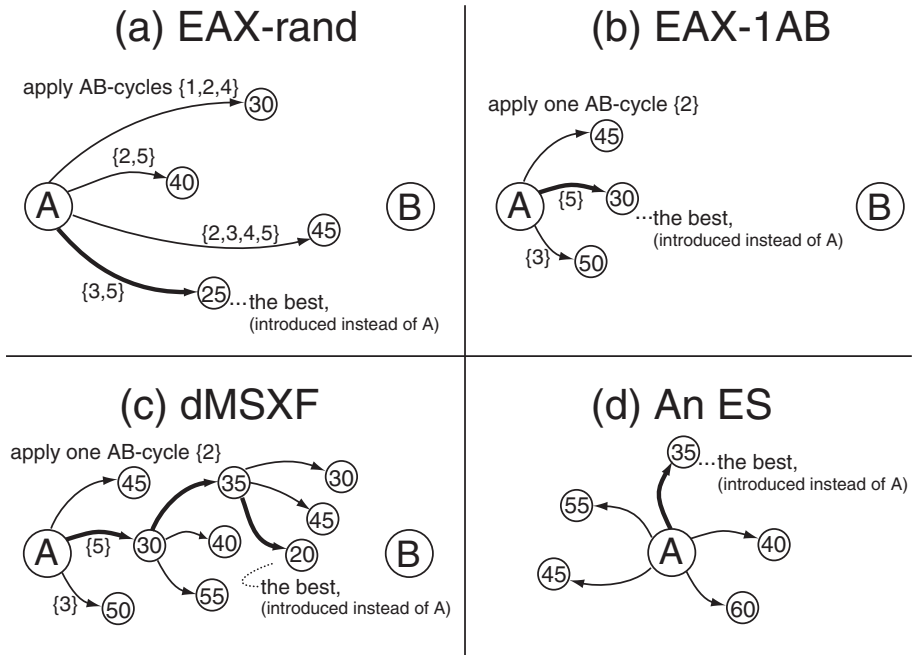 (a) EAX-rand
apply AB-cycles {1,2,4}
30
{2,5}
40
A
B
{2,3,4,5}
45
{3,5}
25
...the best,
(introduced instead of A)
(b) EAX-1AB
apply one AB-cycle {2}
45
A
{5}
30
B
...the best,
(introduced instead of A)
{3}
50
(c) dMSXF
apply one AB-cycle {2}
45
35
30
45
A
{5}
30
40
20
B
{3}
50
55
the best,
(introduced instead of A)
(d) An ES
35
...the best,
(introduced instead of A)
55
A
40
45
60